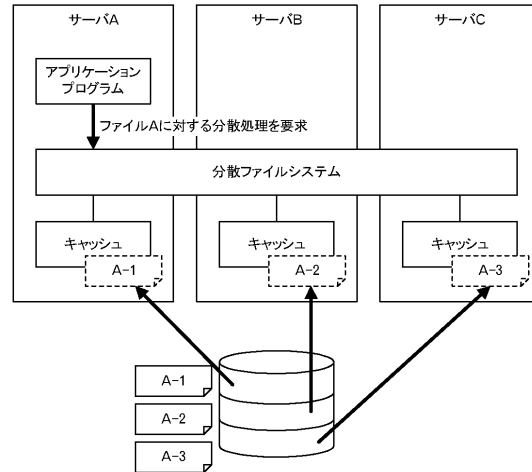 サーバA
サーバB
サーバC
アプリケーション
プログラム
ファイルAに対する分散処理を要求
分散ファイルシステム
キャッシュ
キャッシュ
キャッシュ
A-1
A-2
A-3
A-1
A-2
A-3